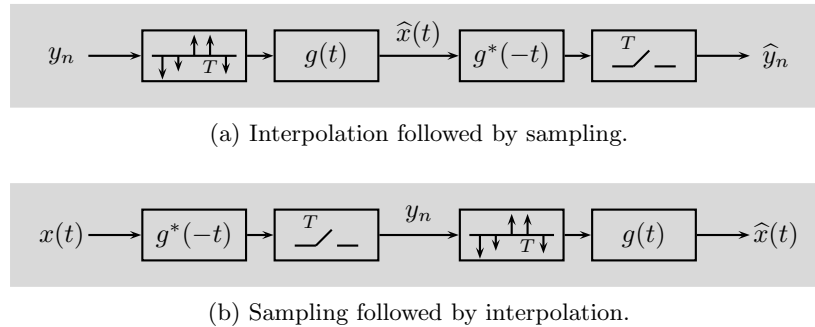 y_n T g(t) x̂(t) g*(−t) T ŷ_n
(a) Interpolation followed by sampling.
x(t) g*(−t) T y_n T g(t) x̂(t)
(b) Sampling followed by interpolation.